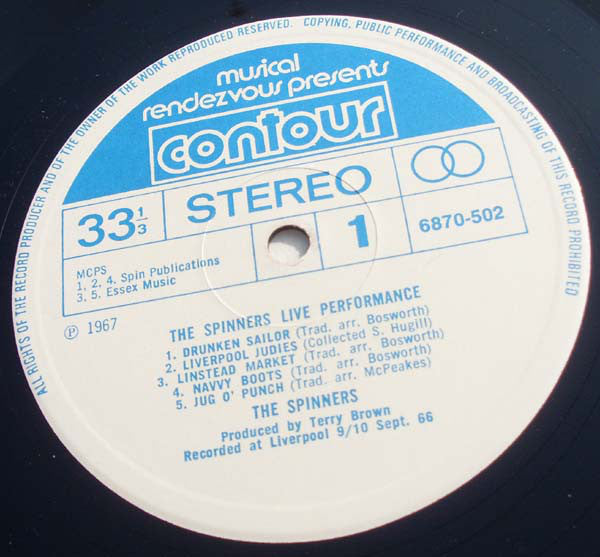 ALL RIGHTS OF THE RECORD PRODUCER AND OF THE OWNER OF THE WORK REPRODUCED RESERVED. COPYING, PUBLIC PERFORMANCE AND BROADCASTING OF THIS RECORD PROHIBITED
musical
rendezvous presents
contour
33 1/3
STEREO
1
6870-502
MCPS
1, 2, 4. Spin Publications
3, 5. Essex Music
Ⓟ 1967
THE SPINNERS LIVE PERFORMANCE
1. DRUNKEN SAILOR (Trad. arr. Bosworth)
2. LIVERPOOL JUDIES (Collected S. Hugill)
3. LINSTEAD MARKET (Trad. arr. Bosworth)
4. NAVVY BOOTS (Trad. arr. Bosworth)
5. JUG O' PUNCH (Trad. arr. McPeakes)
THE SPINNERS
Produced by Terry Brown
Recorded at Liverpool 9/10 Sept. 66